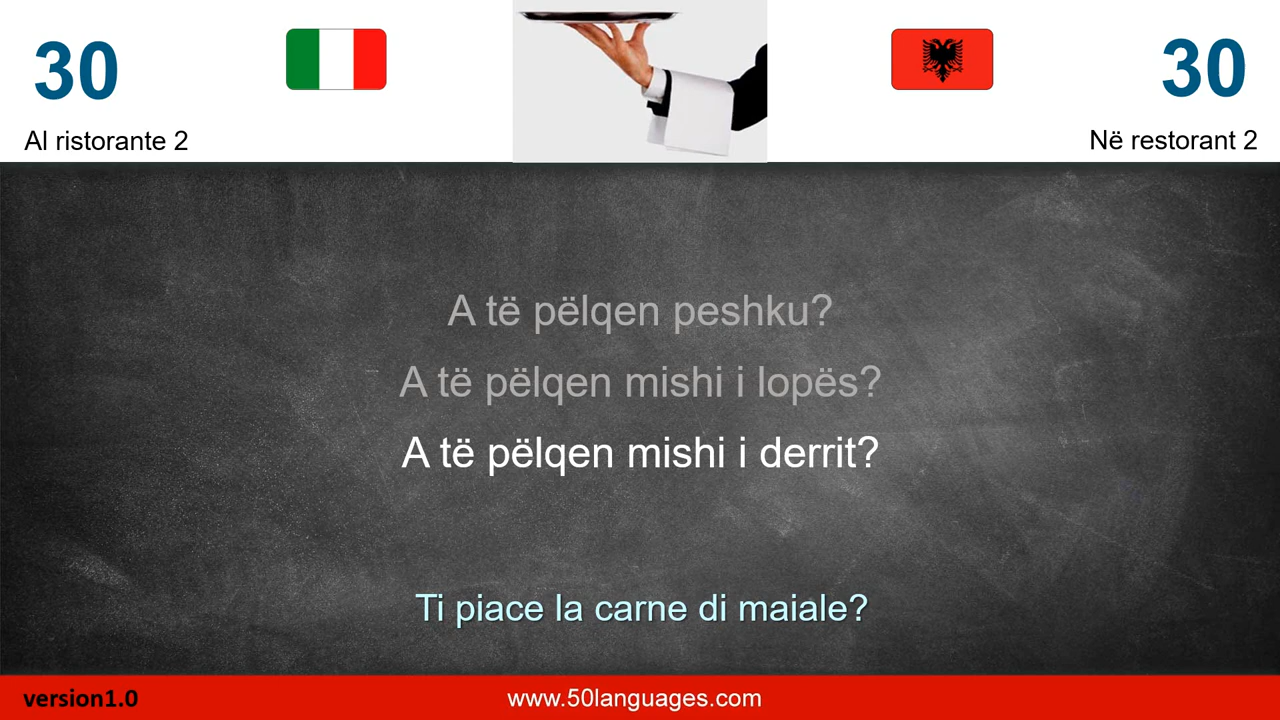 30
30
Al ristorante 2
Në restorant 2
A të pëlqen peshku?
A të pëlqen mishi i lopës?
A të pëlqen mishi i derrit?
Ti piace la carne di maiale?
version1.0
www.50languages.com